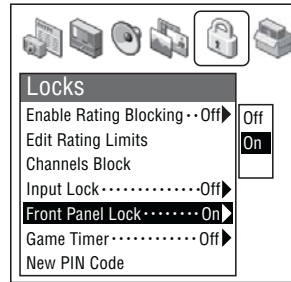 Locks
Enable Rating Blocking ·· Off
Edit Rating Limits
Channels Block
Input Lock ·············· Off
Front Panel Lock ········ On
Game Timer ············ Off
New PIN Code
Off
On